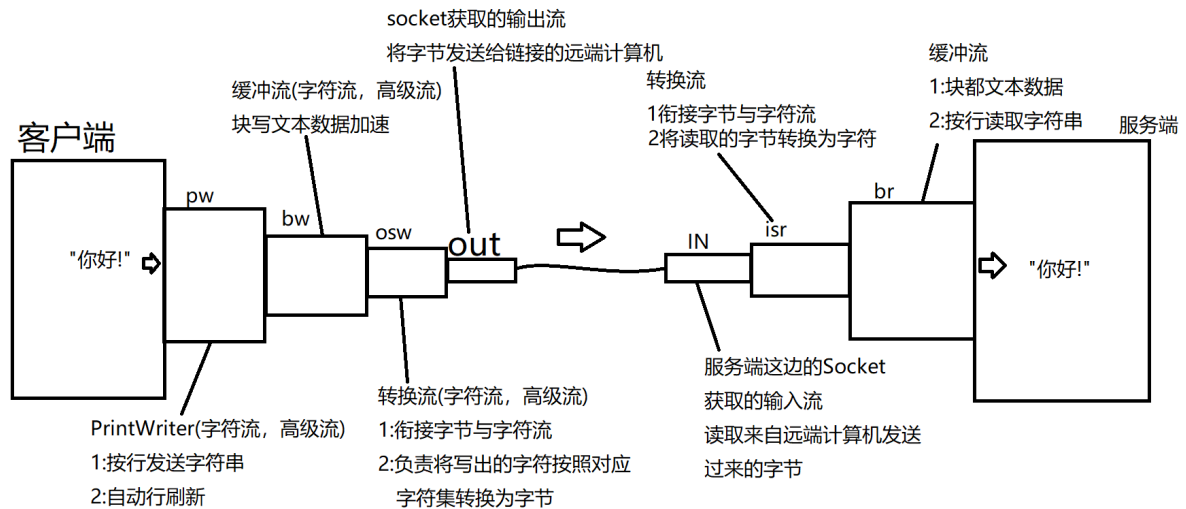 socket获取的输出流
将字节发送给链接的远端计算机
缓冲流(字符流，高级流)
块写文本数据加速
转换流
1衔接字节与字符流
2将读取的字节转换为字符
缓冲流
1:块都文本数据
2:按行读取字符串
客户端
服务端
pw
bw
osw
out
IN
isr
br
"你好!"
"你好!"
PrintWriter(字符流，高级流)
1:按行发送字符串
2:自动行刷新
转换流(字符流，高级流)
1:衔接字节与字符流
2:负责将写出的字符按照对应
字符集转换为字节
服务端这边的Socket
获取的输入流
读取来自远端计算机发送
过来的字节